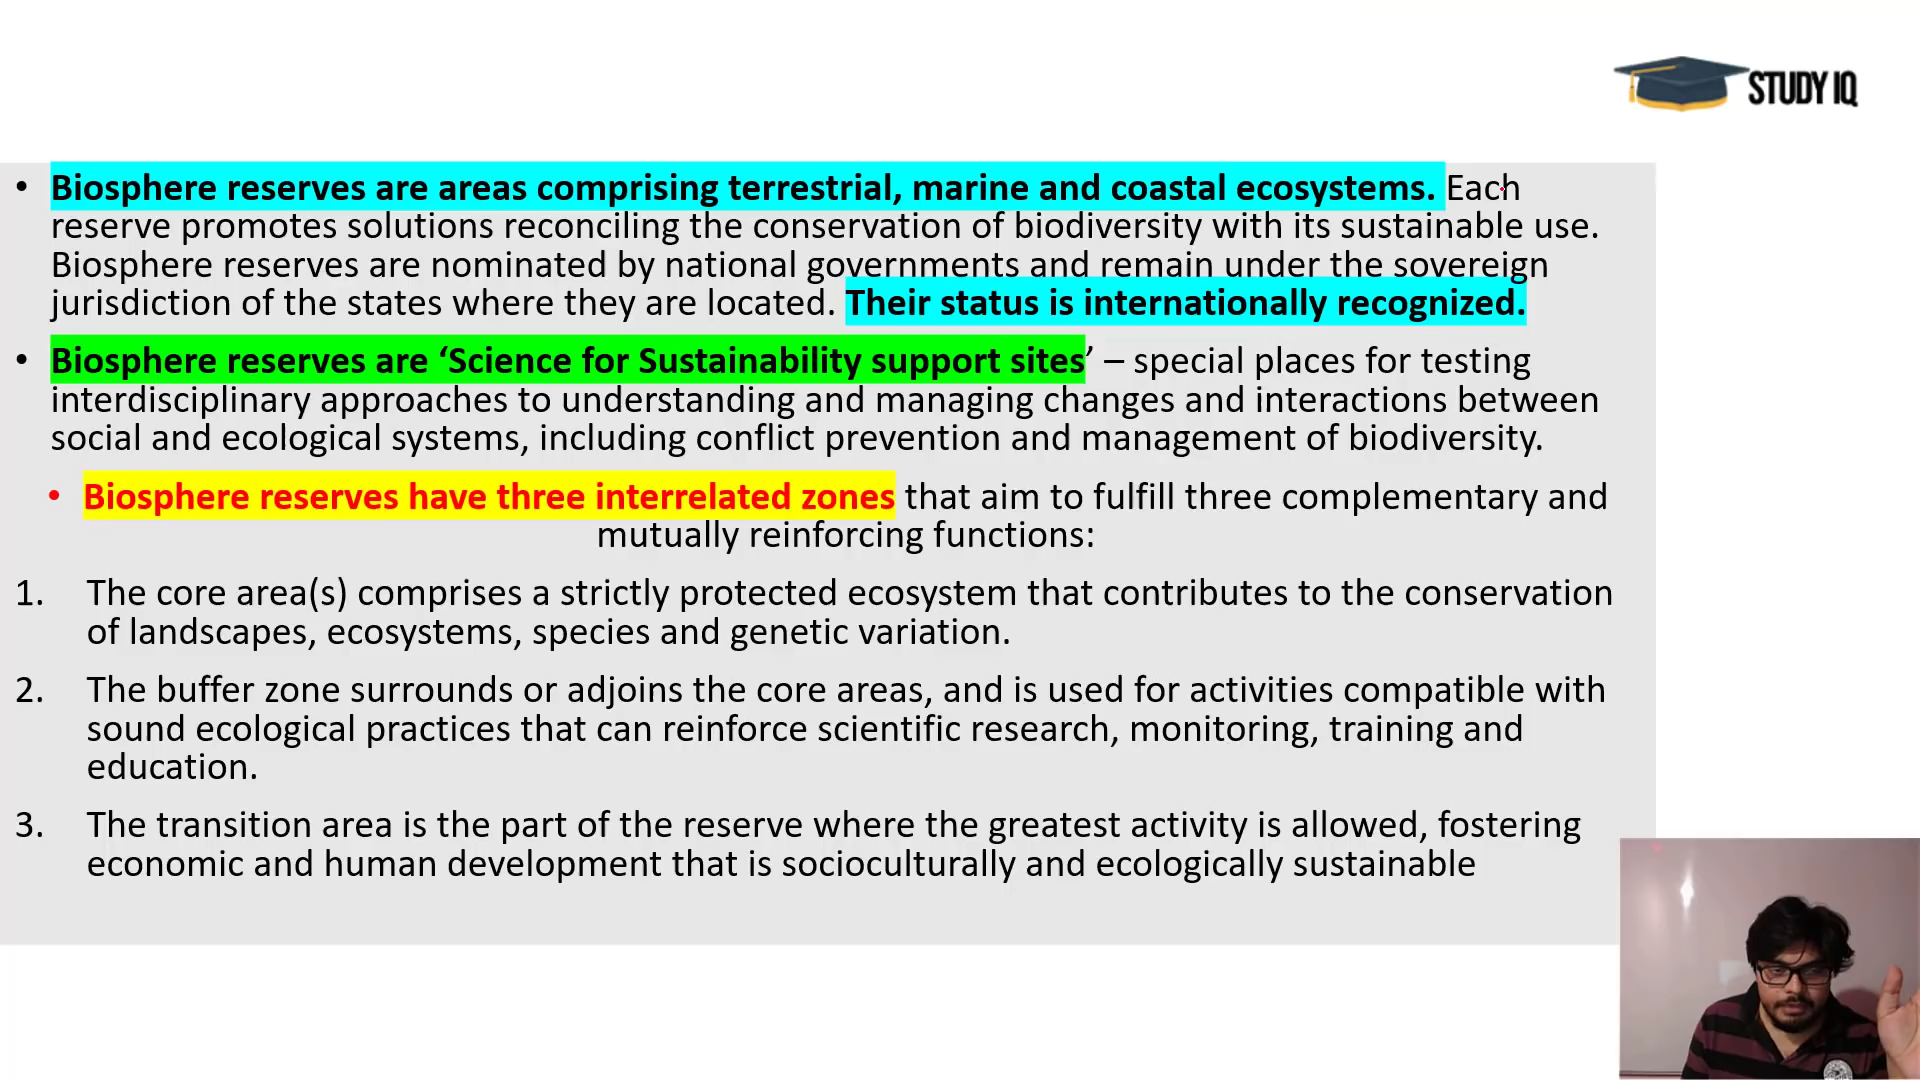 STUDY IQ
• Biosphere reserves are areas comprising terrestrial, marine and coastal ecosystems. Each
reserve promotes solutions reconciling the conservation of biodiversity with its sustainable use.
Biosphere reserves are nominated by national governments and remain under the sovereign
jurisdiction of the states where they are located. Their status is internationally recognized.
• Biosphere reserves are ‘Science for Sustainability support sites’ – special places for testing
interdisciplinary approaches to understanding and managing changes and interactions between
social and ecological systems, including conflict prevention and management of biodiversity.
• Biosphere reserves have three interrelated zones that aim to fulfill three complementary and
mutually reinforcing functions:
1. The core area(s) comprises a strictly protected ecosystem that contributes to the conservation
of landscapes, ecosystems, species and genetic variation.
2. The buffer zone surrounds or adjoins the core areas, and is used for activities compatible with
sound ecological practices that can reinforce scientific research, monitoring, training and
education.
3. The transition area is the part of the reserve where the greatest activity is allowed, fostering
economic and human development that is socioculturally and ecologically sustainable